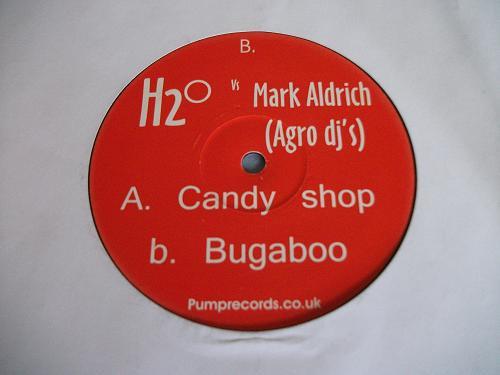 B.
H2O Vs Mark Aldrich
(Agro dj's)
A. Candy shop
b. Bugaboo
Pumprecords.co.uk